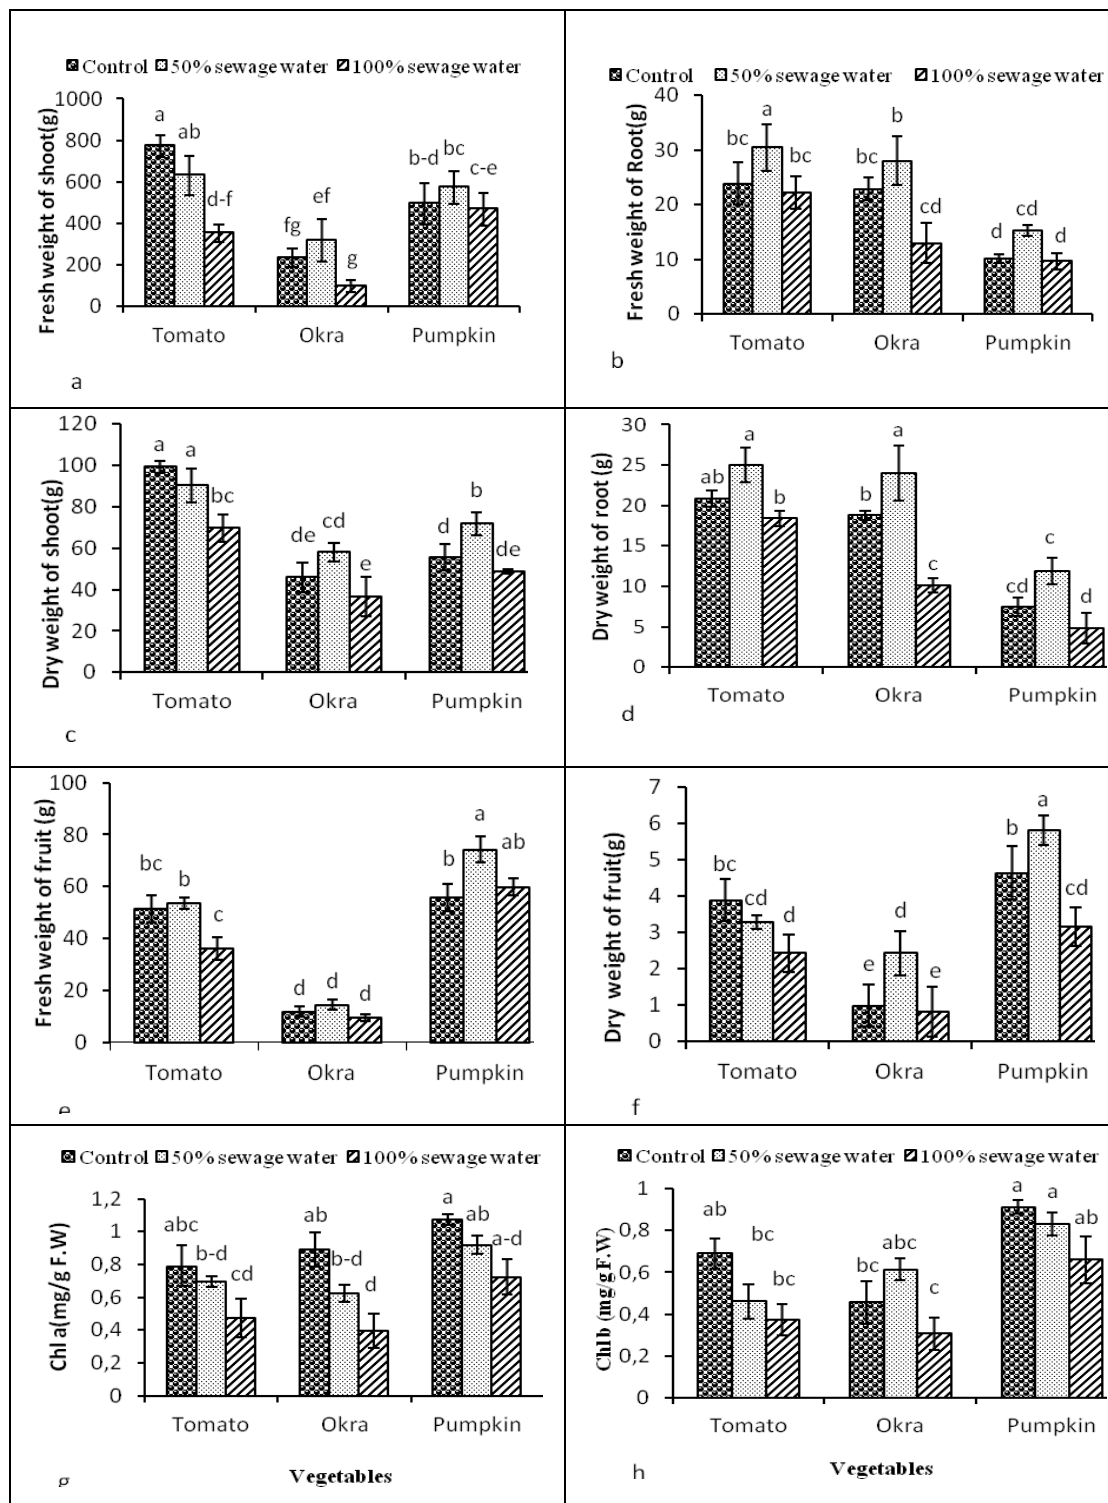 Control 50% sewage water 100% sewage water
Fresh weight of shoot(g)
1000
800
600
400
200
0
a ab d-f fg ef g b-d bc c-e
Tomato Okra Pumpkin
a
Control 50% sewage water 100% sewage water
Fresh weight of Root(g)
40
30
20
10
0
bc a bc bc b cd d cd d
Tomato Okra Pumpkin
b
Dry weight of shoot(g)
120
100
80
60
40
20
0
a a bc de cd e d b de
Tomato Okra Pumpkin
c
Dry weight of root (g)
30
25
20
15
10
5
0
ab a b b a c cd c d
Tomato Okra Pumpkin
d
Fresh weight of fruit (g)
100
80
60
40
20
0
bc b c d d d b a ab
Tomato Okra Pumpkin
e
Dry weight of fruit(g)
7
6
5
4
3
2
1
0
bc cd d e d e b a cd
Tomato Okra Pumpkin
f
Control 50% sewage water 100% sewage water
Chl a(mg/g F.W)
1,2
1
0,8
0,6
0,4
0,2
0
abc b-d cd ab b-d d a ab a-d
Tomato Okra Pumpkin
Vegetables
g
Control 50% sewage water 100% sewage water
Chl b (mg/g F.W)
1
0,8
0,6
0,4
0,2
0
ab bc bc bc abc c a a ab
Tomato Okra Pumpkin
Vegetables
h